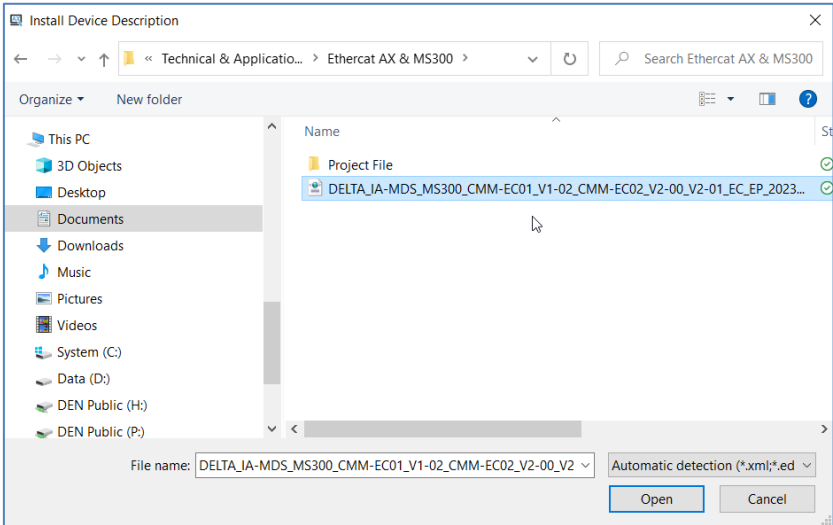 Install Device Description
« Technical & Applicatio... > Ethercat AX & MS300 >
Search Ethercat AX & MS300
Organize
New folder
This PC
3D Objects
Desktop
Documents
Downloads
Music
Pictures
Videos
System (C:)
Data (D:)
DEN Public (H:)
DEN Public (P:)
Name
St
Project File
DELTA_IA-MDS_MS300_CMM-EC01_V1-02_CMM-EC02_V2-00_V2-01_EC_EP_2023...
File name:
DELTA_IA-MDS_MS300_CMM-EC01_V1-02_CMM-EC02_V2-00_V2
Automatic detection (*.xml;*.ed
Open
Cancel